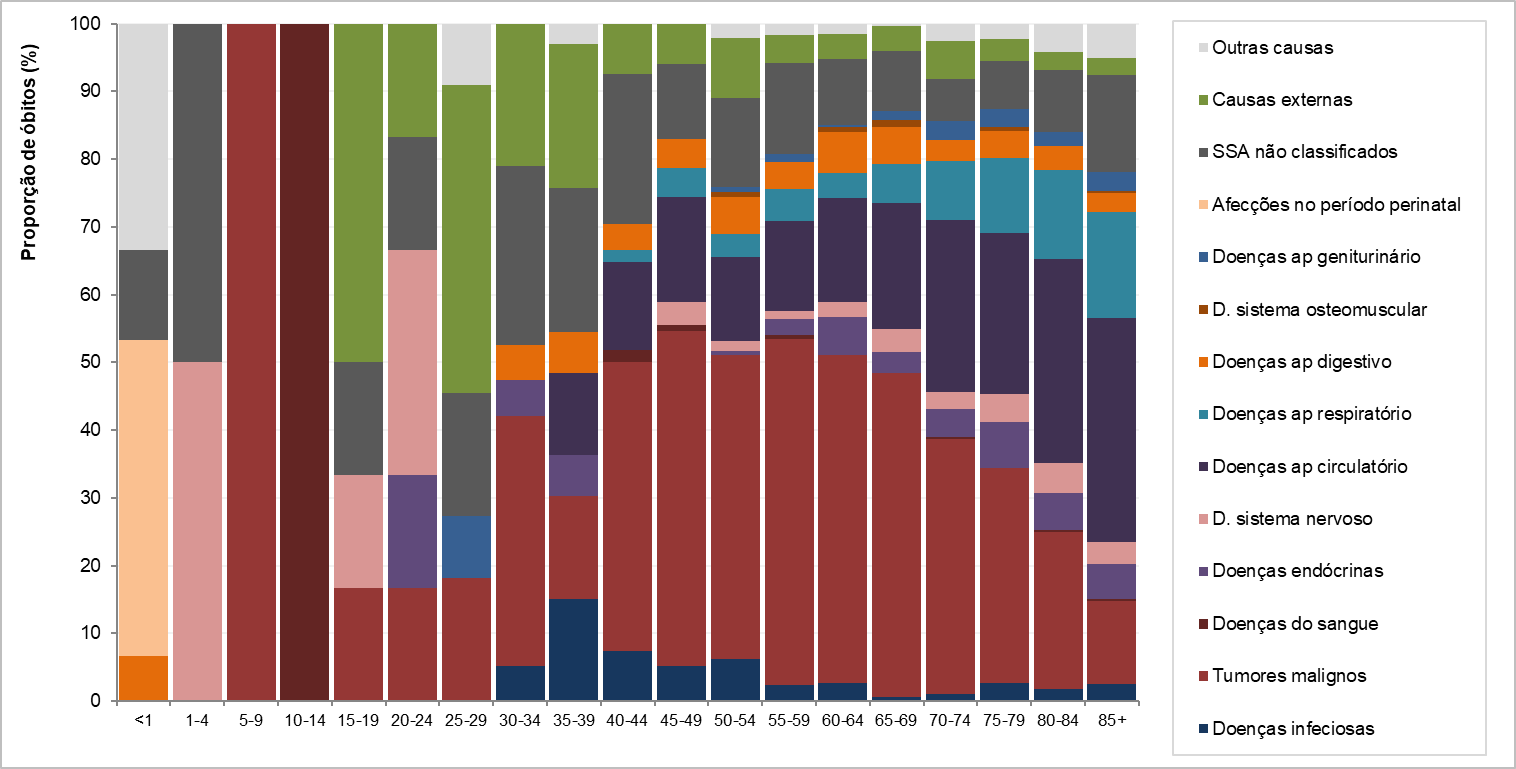 Proporção de óbitos (%)
100
90
80
70
60
50
40
30
20
10
0
<1 1-4 5-9 10-14 15-19 20-24 25-29 30-34 35-39 40-44 45-49 50-54 55-59 60-64 65-69 70-74 75-79 80-84 85+
Outras causas
Causas externas
SSA não classificados
Afecções no período perinatal
Doenças ap geniturinário
D. sistema osteomuscular
Doenças ap digestivo
Doenças ap respiratório
Doenças ap circulatório
D. sistema nervoso
Doenças endócrinas
Doenças do sangue
Tumores malignos
Doenças infeciosas